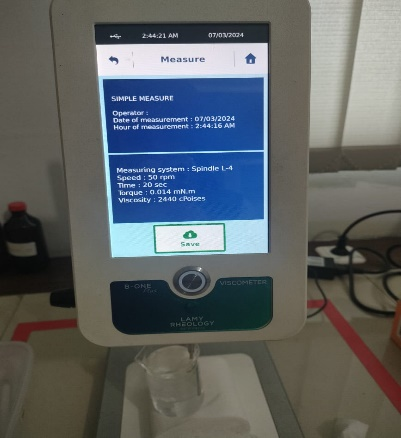 2:44:21 AM 07/03/2024
Measure
SIMPLE MEASURE
Operator :
Date of measurement : 07/03/2024
Hour of measurement : 2:44:16 AM
Measuring system : Spindle L-4
Speed : 50 rpm
Time : 20 sec
Torque : 0.014 mN.m
Viscosity : 2440 cPoises
Save
B-ONE Plus VISCOMETER
LAMY
RHEOLOGY